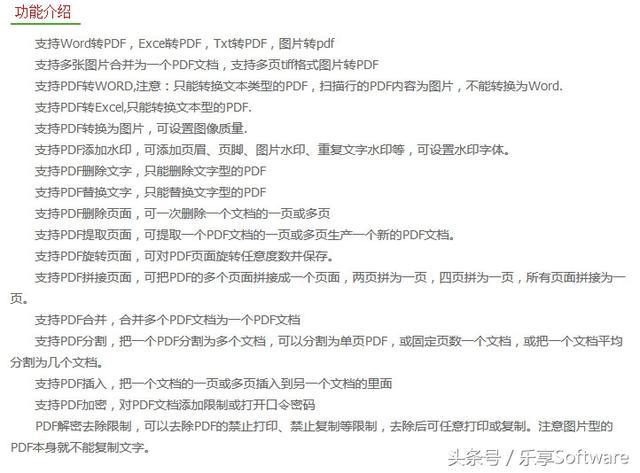 功能介绍
支持Word转PDF，Excel转PDF，Txt转PDF，图片转pdf
支持多张图片合并为一个PDF文档，支持多页tiff格式图片转PDF
支持PDF转WORD,注意：只能转换文本类型的PDF，扫描行的PDF内容为图片，不能转换为Word.
支持PDF转Excel,只能转换文本型的PDF.
支持PDF转换为图片，可设置图像质量.
支持PDF添加水印，可添加页眉、页脚、图片水印、重复文字水印等，可设置水印字体。
支持PDF删除文字，只能删除文字型的PDF
支持PDF替换文字，只能替换文字型的PDF
支持PDF删除页面，可一次删除一个文档的一页或多页
支持PDF提取页面，可提取一个PDF文档的一页或多页生产一个新的PDF文档。
支持PDF旋转页面，可对PDF页面旋转任意度数并保存。
支持PDF拼接页面，可把PDF的多个页面拼接成一个页面，两页拼为一页，四页拼为一页，所有页面拼接为一
页。
支持PDF合并，合并多个PDF文档为一个PDF文档
支持PDF分割，把一个PDF分割为多个文档，可以分割为单页PDF，或固定页数一个文档，或把一个文档平均
分割为几个文档。
支持PDF插入，把一个文档的一页或多页插入到另一个文档的里面
支持PDF加密，对PDF文档添加限制或打开口令密码
PDF解密去除限制，可以去除PDF的禁止打印、禁止复制等限制，去除后可任意打印或复制。注意图片型的
PDF本身就不能复制文字。
头条号 / 乐享Software